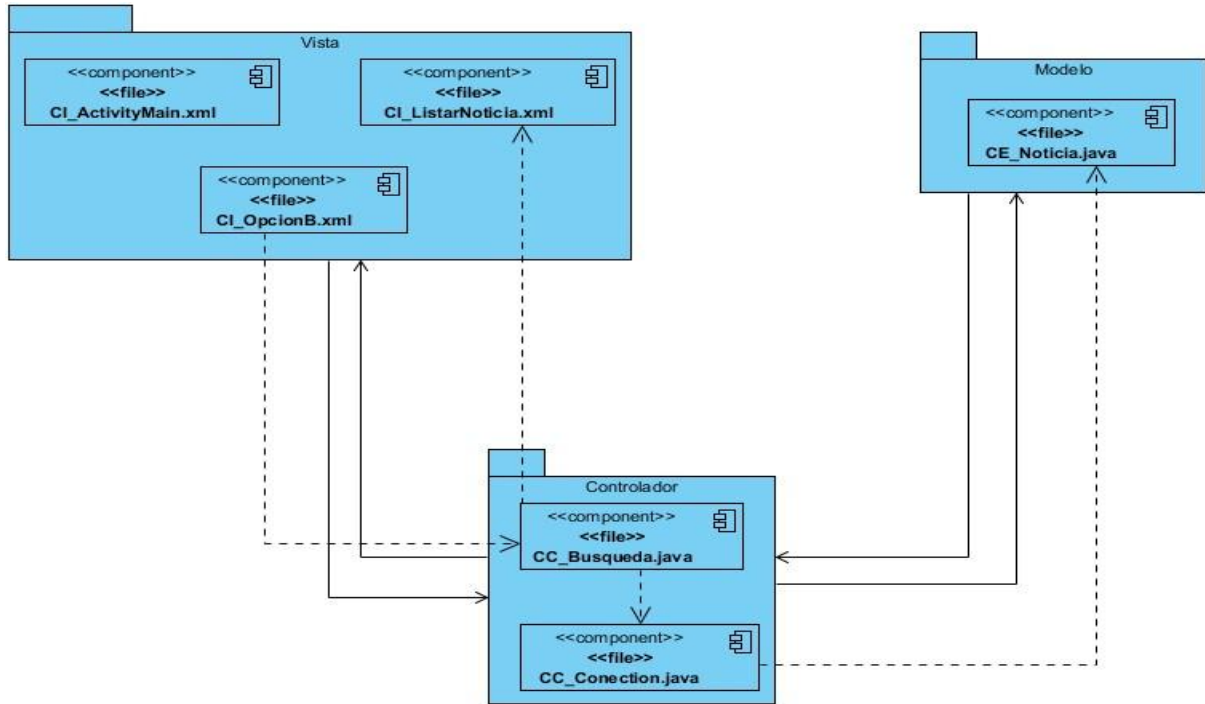 Vista
<<component>>
<<file>>
CI_ActivityMain.xml
<<component>>
<<file>>
CI_ListarNoticia.xml
<<component>>
<<file>>
CI_OpcionB.xml
Modelo
<<component>>
<<file>>
CE_Noticia.java
Controlador
<<component>>
<<file>>
CC_Busqueda.java
<<component>>
<<file>>
CC_Conection.java